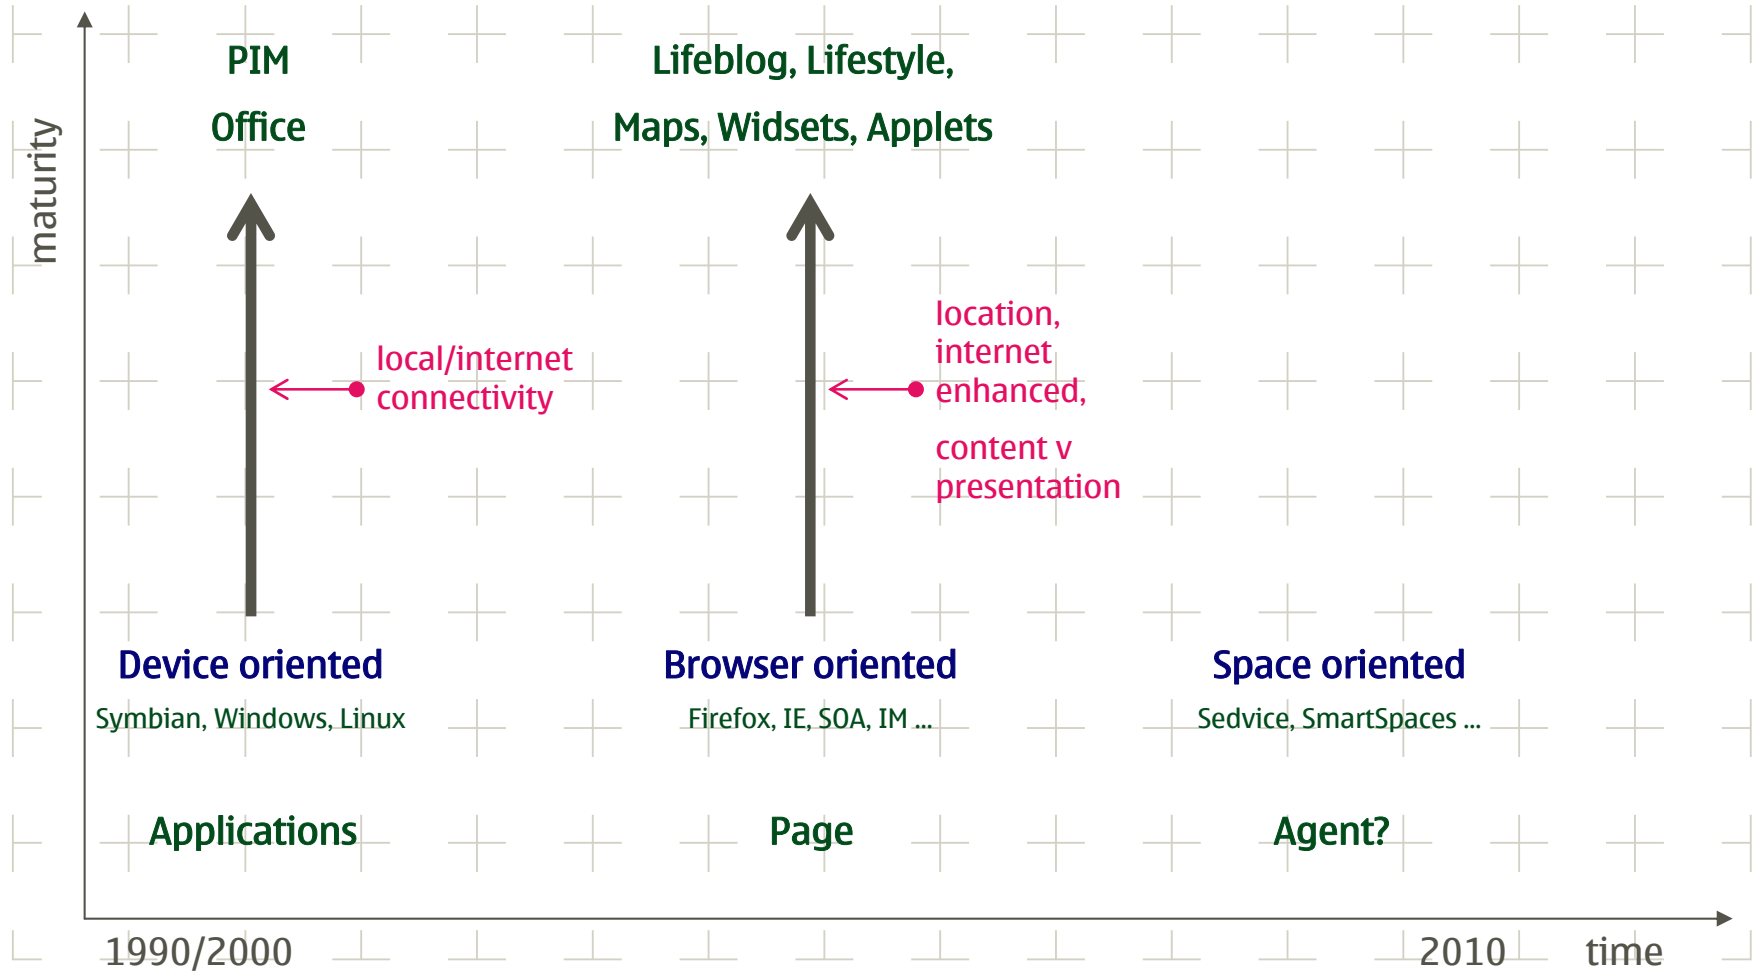 maturity
PIM
Office
Lifeblog, Lifestyle,
Maps, Widsets, Applets
local/internet
connectivity
location,
internet
enhanced,
content v
presentation
Device oriented
Symbian, Windows, Linux
Applications
Browser oriented
Firefox, IE, SOA, IM ...
Page
Space oriented
Sedvice, SmartSpaces ...
Agent?
1990/2000
2010
time